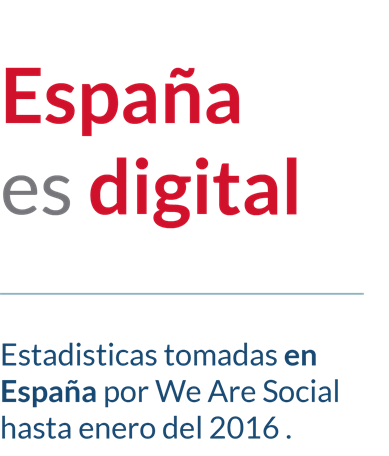 España
es digital
Estadisticas tomadas en
España por We Are Social
hasta enero del 2016 .